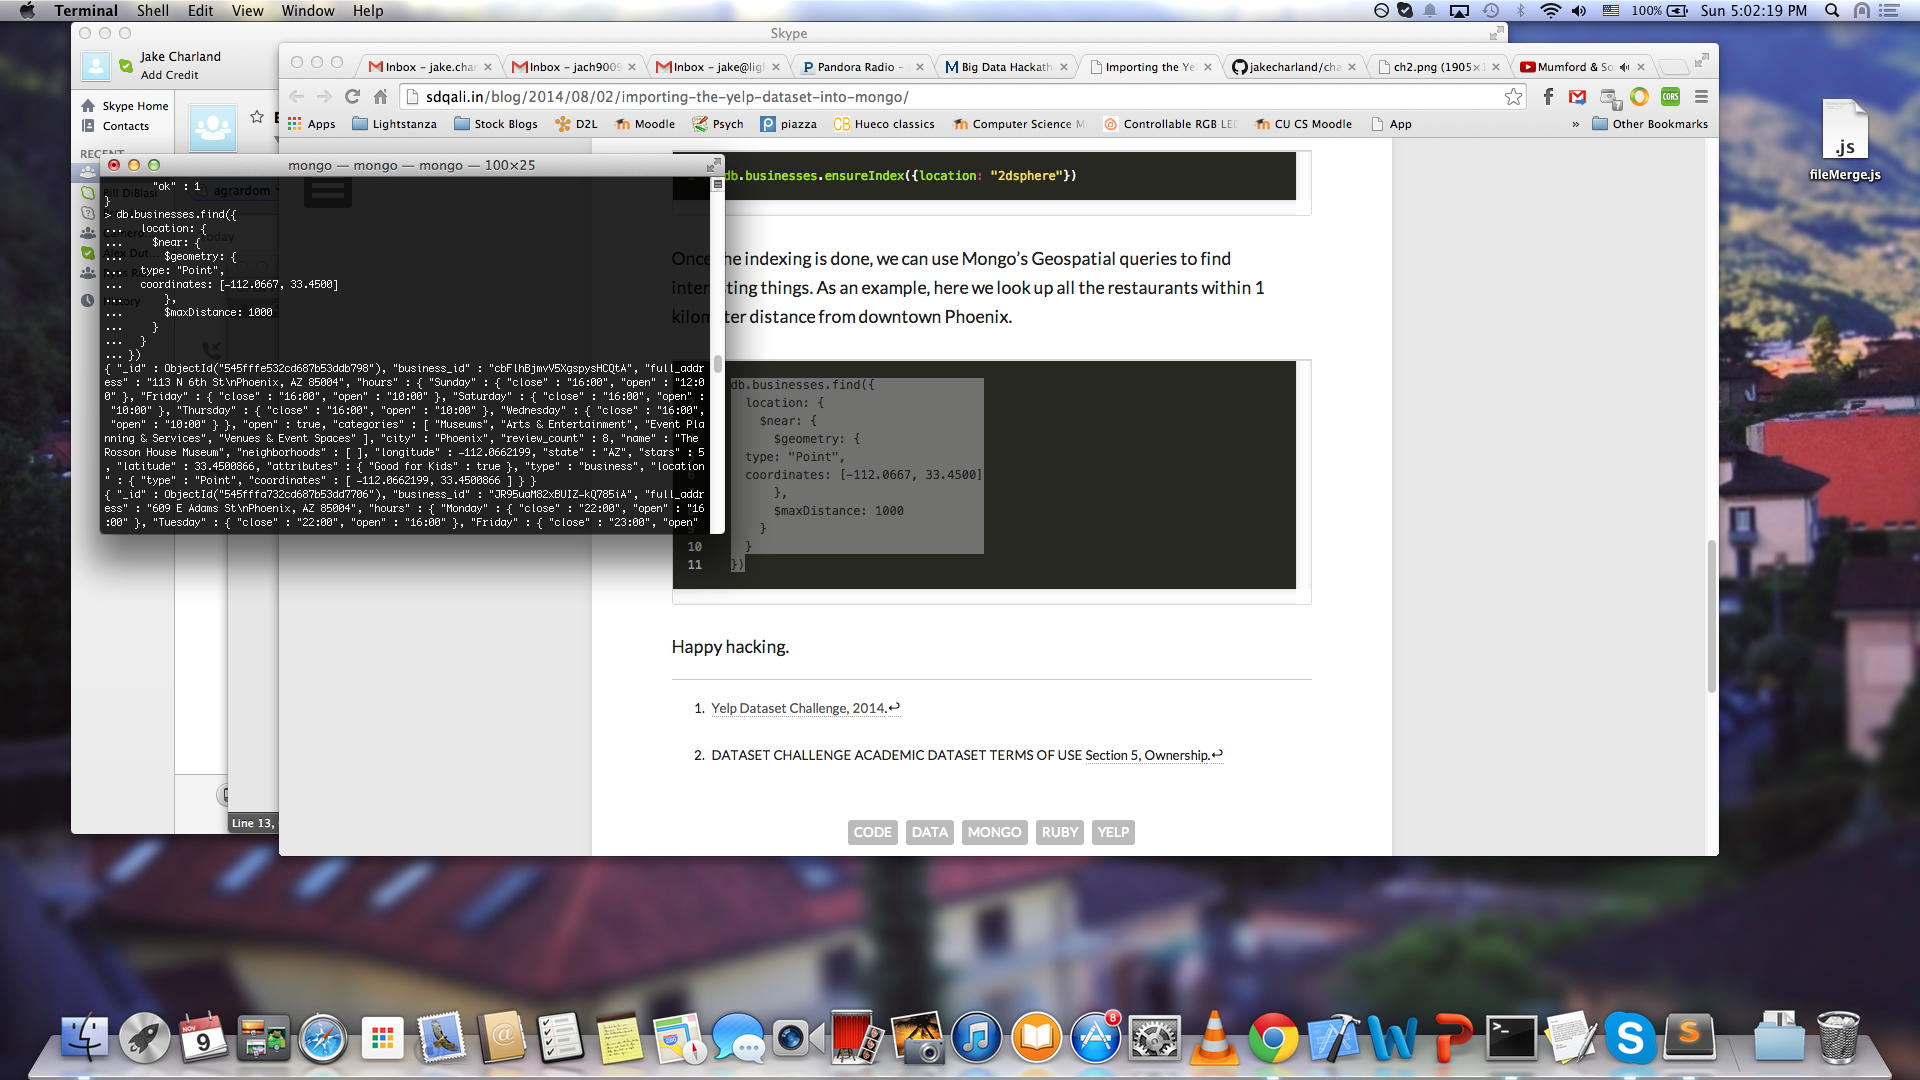 Terminal Shell Edit View Window Help
100% Sun 5:02:19 PM
Skype
Jake Charland
Add Credit
Skype Home
Contacts
RECENT
Inbox – jake.cha
Inbox – jach9009
Inbox – jake@lig
Pandora Radio –
Big Data Hackath
Importing the Ye
jakecharland/cha
ch2.png (1905×1
Mumford & So
sdqali.in/blog/2014/08/02/importing-the-yelp-dataset-into-mongo/
CORS
Apps Lightstanza Stock Blogs D2L Moodle Psych piazza Hueco classics Computer Science M Controllable RGB LE CU CS Moodle App » Other Bookmarks
mongo — mongo — mongo — 100×25
"ok" : 1
}
> db.businesses.find({
... location: {
... $near: {
... $geometry: {
... type: "Point",
... coordinates: [-112.0667, 33.4500]
... },
... $maxDistance: 1000
... }
... }
... })
{ "_id" : ObjectId("545fffe532cd687b53ddb798"), "business_id" : "cbFlhBjmvV5XgspysHCQtA", "full_addr
ess" : "113 N 6th St\nPhoenix, AZ 85004", "hours" : { "Sunday" : { "close" : "16:00", "open" : "12:0
0" }, "Friday" : { "close" : "16:00", "open" : "10:00" }, "Saturday" : { "close" : "16:00", "open" :
"10:00" }, "Thursday" : { "close" : "16:00", "open" : "10:00" }, "Wednesday" : { "close" : "16:00",
"open" : "10:00" } }, "open" : true, "categories" : [ "Museums", "Arts & Entertainment", "Event Pla
nning & Services", "Venues & Event Spaces" ], "city" : "Phoenix", "review_count" : 8, "name" : "The
Rosson House Museum", "neighborhoods" : [ ], "longitude" : -112.0662199, "state" : "AZ", "stars" : 5
, "latitude" : 33.4500866, "attributes" : { "Good for Kids" : true }, "type" : "business", "location
" : { "type" : "Point", "coordinates" : [ -112.0662199, 33.4500866 ] } }
{ "_id" : ObjectId("545fffa732cd687b53dd7706"), "business_id" : "JR95uaM82xBUIZ-kQ785iA", "full_addr
ess" : "609 E Adams St\nPhoenix, AZ 85004", "hours" : { "Monday" : { "close" : "22:00", "open" : "16
:00" }, "Tuesday" : { "close" : "22:00", "open" : "16:00" }, "Friday" : { "close" : "23:00", "open"
Line 13,
db.businesses.ensureIndex({location: "2dsphere"})
Once the indexing is done, we can use Mongo’s Geospatial queries to find
interesting things. As an example, here we look up all the restaurants within 1
kilometer distance from downtown Phoenix.
db.businesses.find({
location: {
$near: {
$geometry: {
type: "Point",
coordinates: [-112.0667, 33.4500]
},
$maxDistance: 1000
}
10 }
11 })
Happy hacking.
1. Yelp Dataset Challenge, 2014.↩
2. DATASET CHALLENGE ACADEMIC DATASET TERMS OF USE Section 5, Ownership.↩
CODE DATA MONGO RUBY YELP
.js
fileMerge.js
NOV
9
8